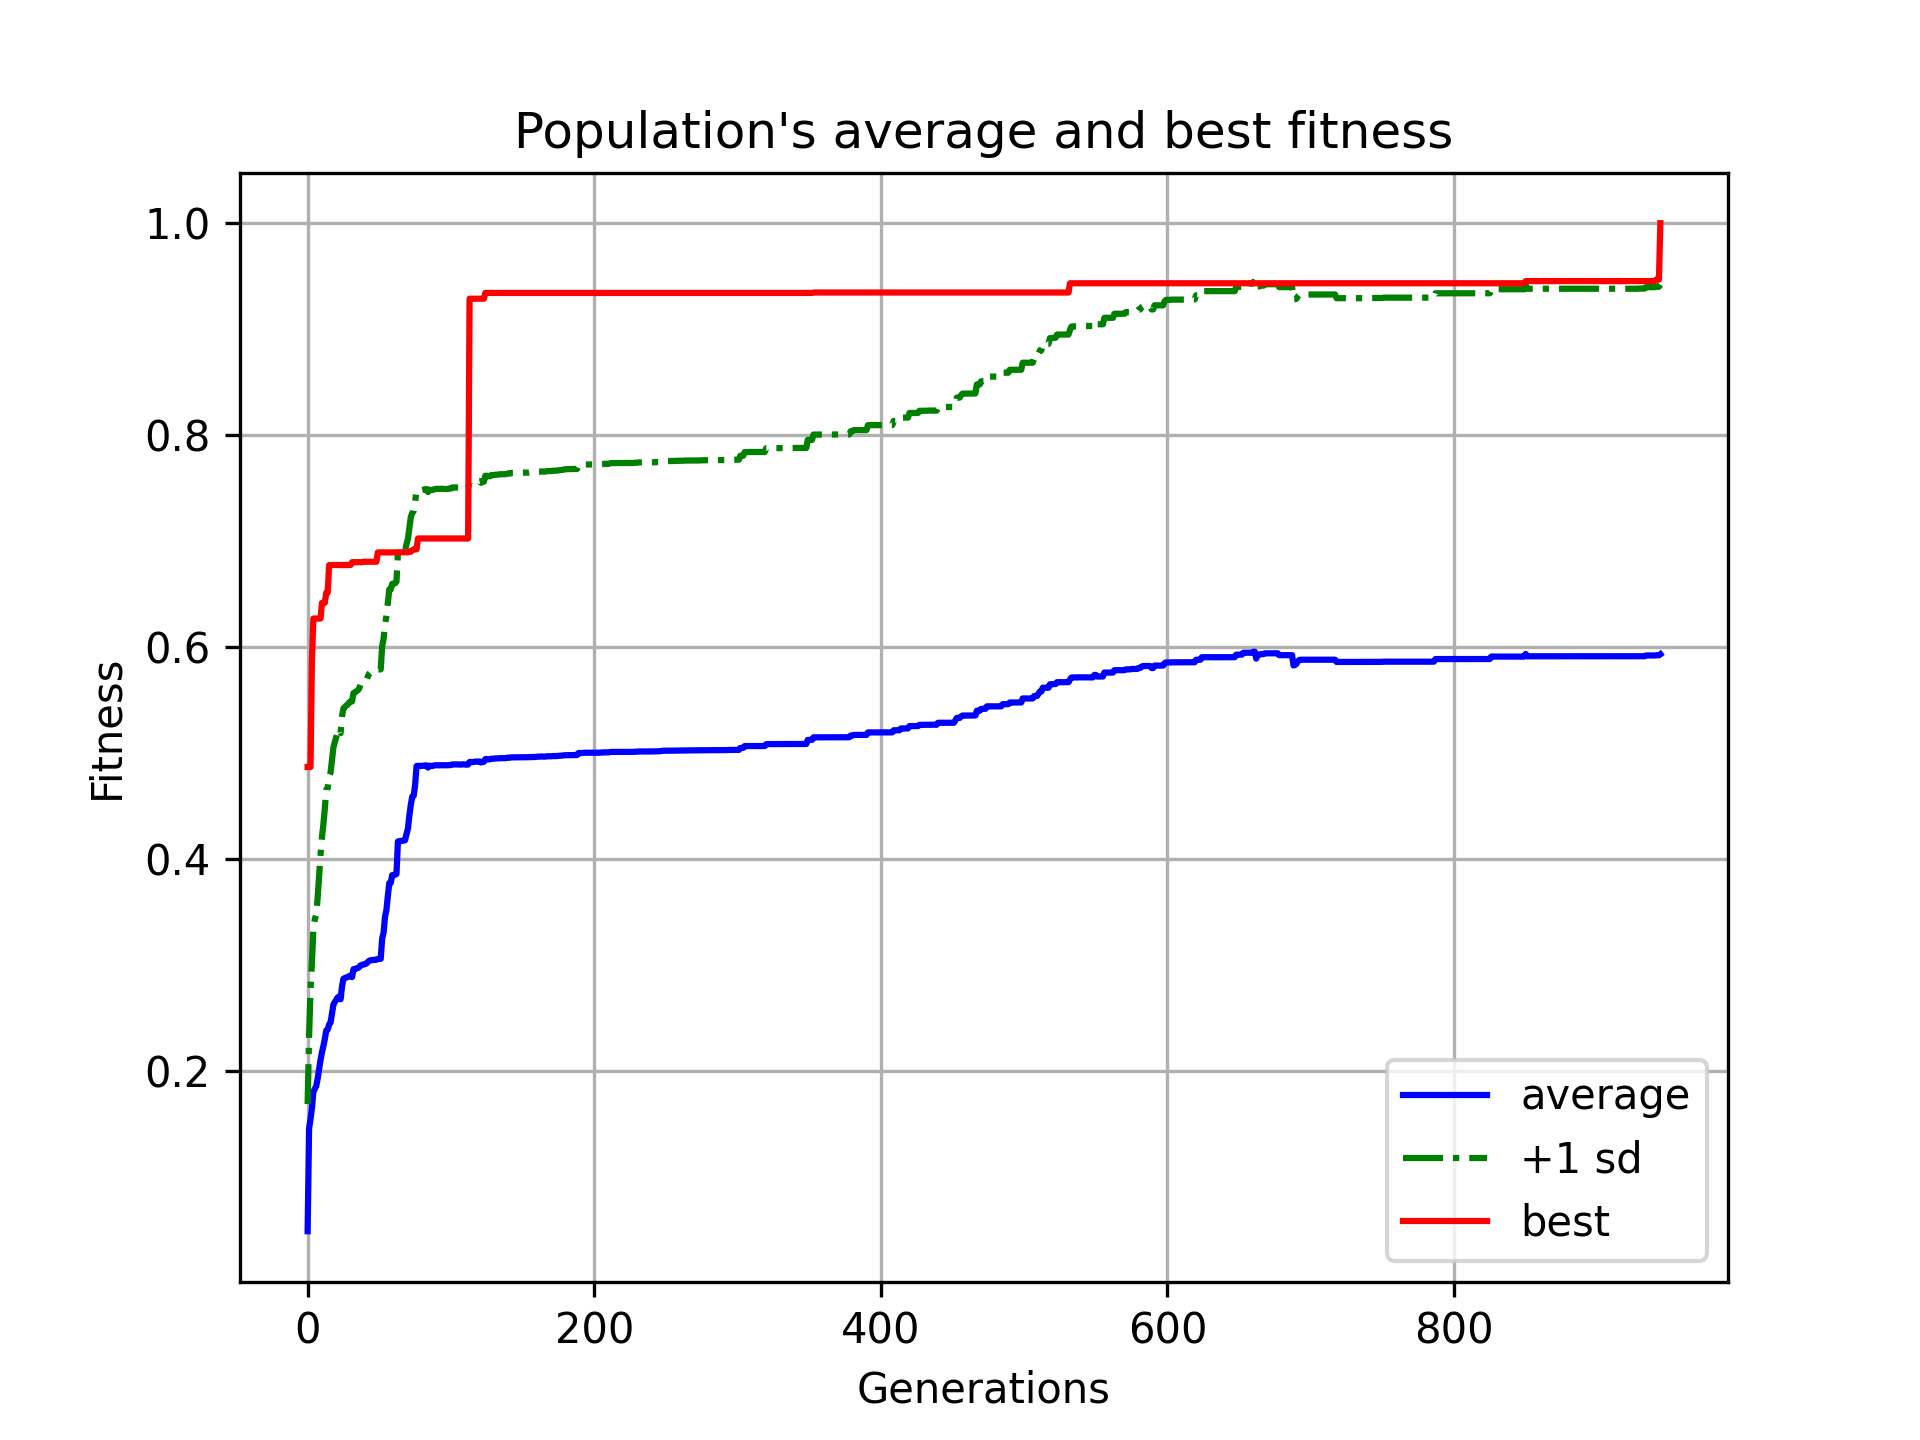 Population's average and best fitness
1.0
0.8
0.6
0.4
0.2
Fitness
0 200 400 600 800
Generations
average
+1 sd
best